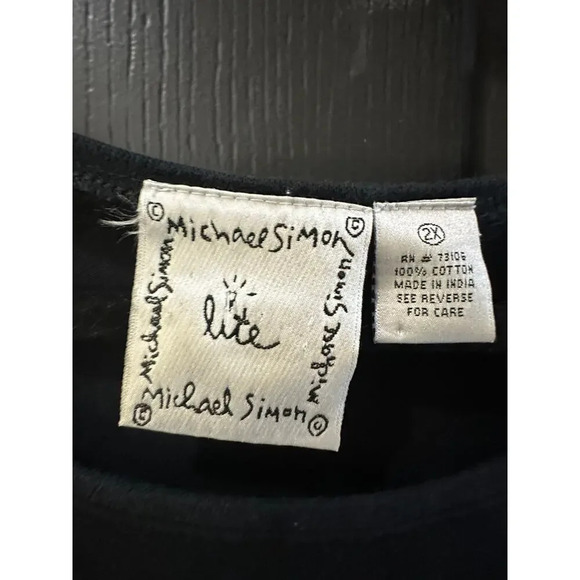 © Michael Simon ©
Michael Simon
Michael Simon
lite
© Michael Simon ©
2X
RN # 73106
100% COTTON
MADE IN INDIA
SEE REVERSE
FOR CARE